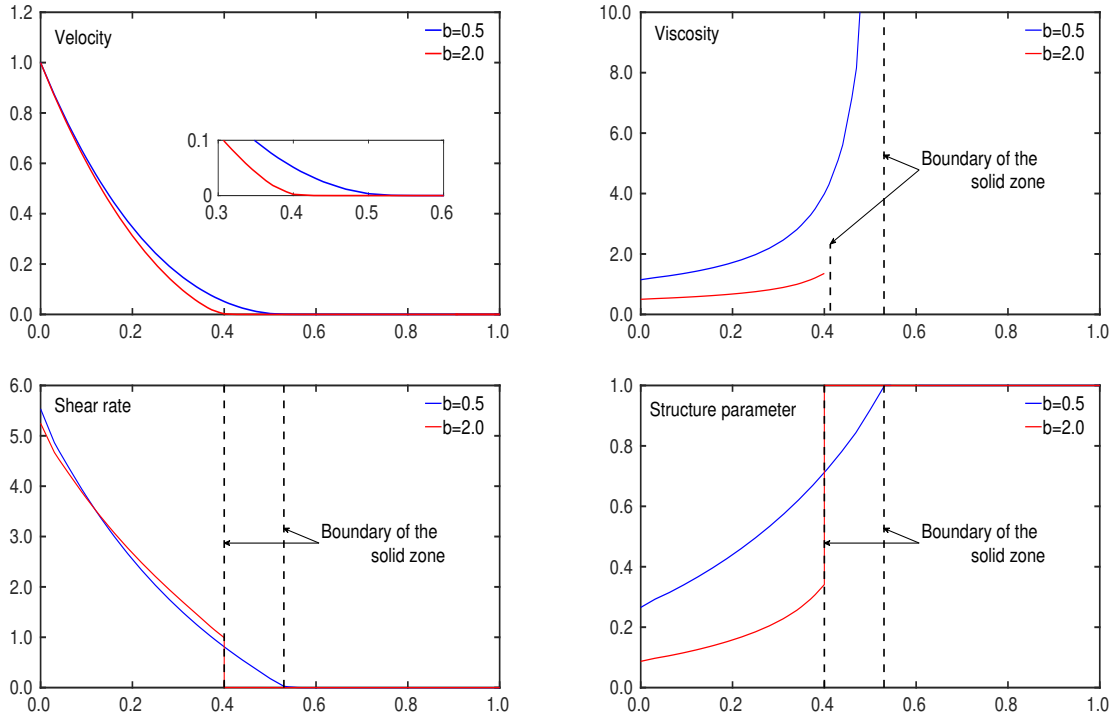 Velocity
b=0.5
b=2.0
1.2
1.0
0.8
0.6
0.4
0.2
0.0
0.0 0.2 0.4 0.6 0.8 1.0
0.1
0
0.3 0.4 0.5 0.6
Viscosity
b=0.5
b=2.0
10.0
8.0
6.0
4.0
2.0
0.0
0.0 0.2 0.4 0.6 0.8 1.0
Boundary of the
solid zone
Shear rate
b=0.5
b=2.0
6.0
5.0
4.0
3.0
2.0
1.0
0.0
0.0 0.2 0.4 0.6 0.8 1.0
Boundary of the
solid zone
Structure parameter
b=0.5
b=2.0
1.0
0.8
0.6
0.4
0.2
0.0
0.0 0.2 0.4 0.6 0.8 1.0
Boundary of the
solid zone